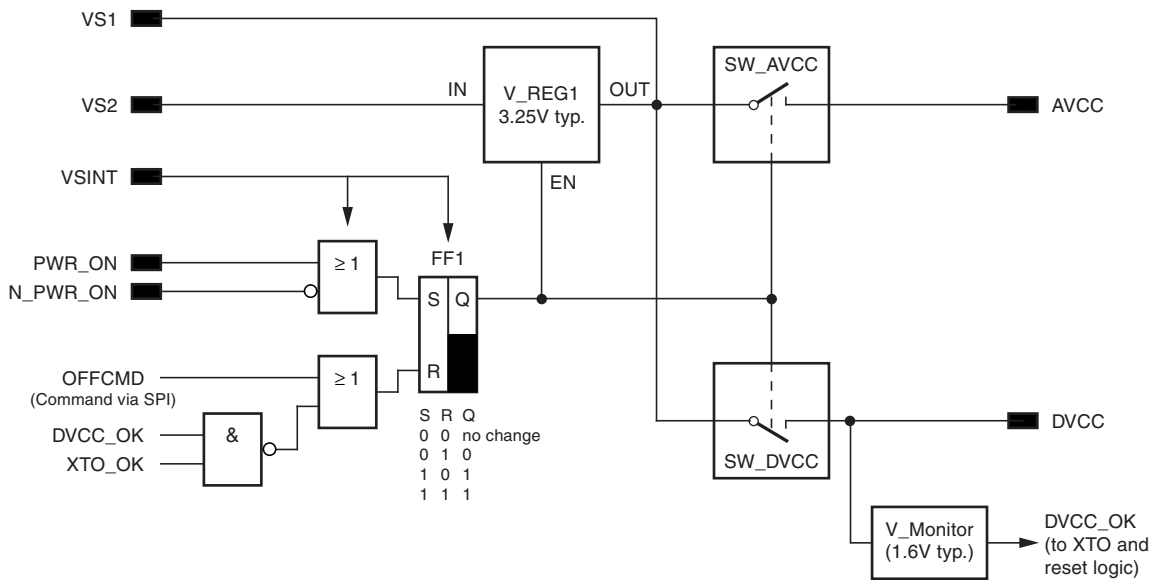 VS1
SW_AVCC
VS2
IN
V_REG1
3.25V typ.
OUT
AVCC
VSINT
EN
PWR_ON
≥ 1
FF1
N_PWR_ON
S Q
R
OFFCMD
(Command via SPI)
≥ 1
DVCC_OK
&
XTO_OK
S R Q
0 0 no change
0 1 0
1 0 1
1 1 1
DVCC
SW_DVCC
V_Monitor
(1.6V typ.)
DVCC_OK
(to XTO and
reset logic)